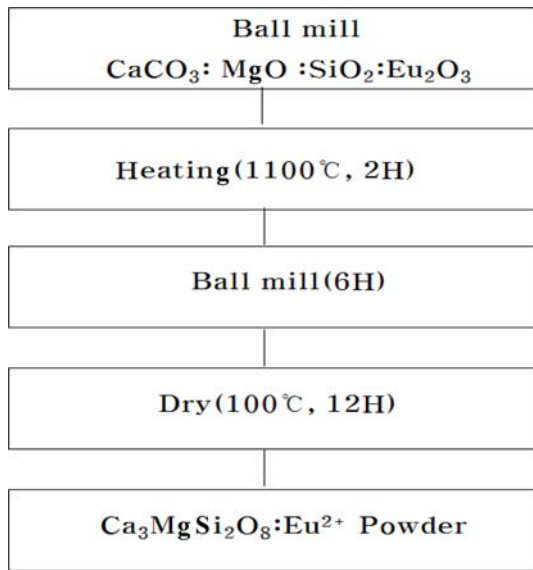 Ball mill
CaCO₃: MgO :SiO₂:Eu₂O₃
Heating(1100℃, 2H)
Ball mill(6H)
Dry(100℃, 12H)
Ca₃MgSi₂O₈:Eu²⁺ Powder